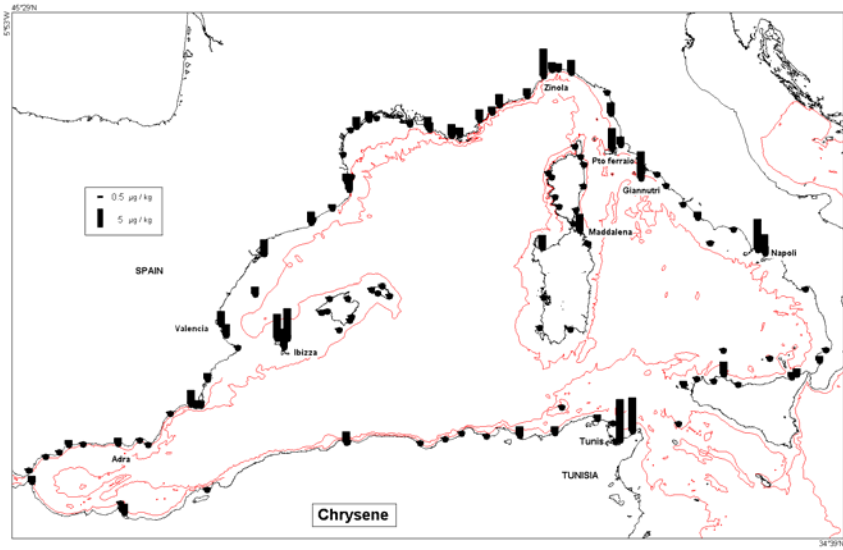 45°29'N
5°53'W
Zinola
Pto ferraio
Giannutri
0.5 µg / kg
5 µg / kg
Maddalena
Napoli
SPAIN
Valencia
Ibizza
Tunis
Adra
TUNISIA
Chrysene
34°39'N